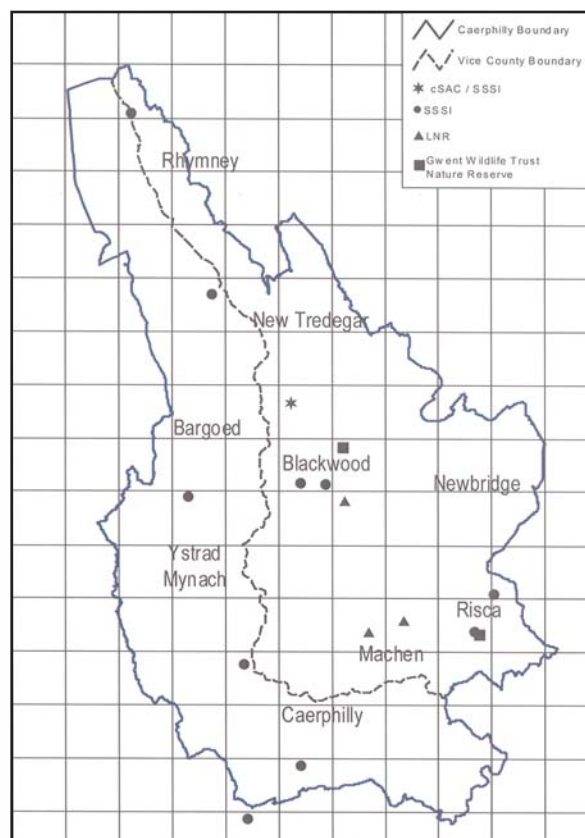 Caerphilly Boundary
Vice County Boundary
cSAC / SSSI
SSSI
LNR
Gwent Wildlife Trust
Nature Reserve
Rhymney
New Tredegar
Bargoed
Blackwood
Newbridge
Ystrad
Mynach
Risca
Machen
Caerphilly